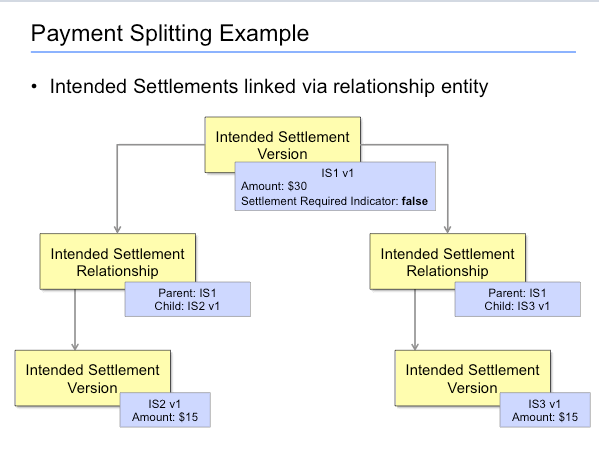 Payment Splitting Example
• Intended Settlements linked via relationship entity
Intended Settlement
Version
IS1 v1
Amount: $30
Settlement Required Indicator: false
Intended Settlement
Relationship
Parent: IS1
Child: IS2 v1
Intended Settlement
Relationship
Parent: IS1
Child: IS3 v1
Intended Settlement
Version
IS2 v1
Amount: $15
Intended Settlement
Version
IS3 v1
Amount: $15